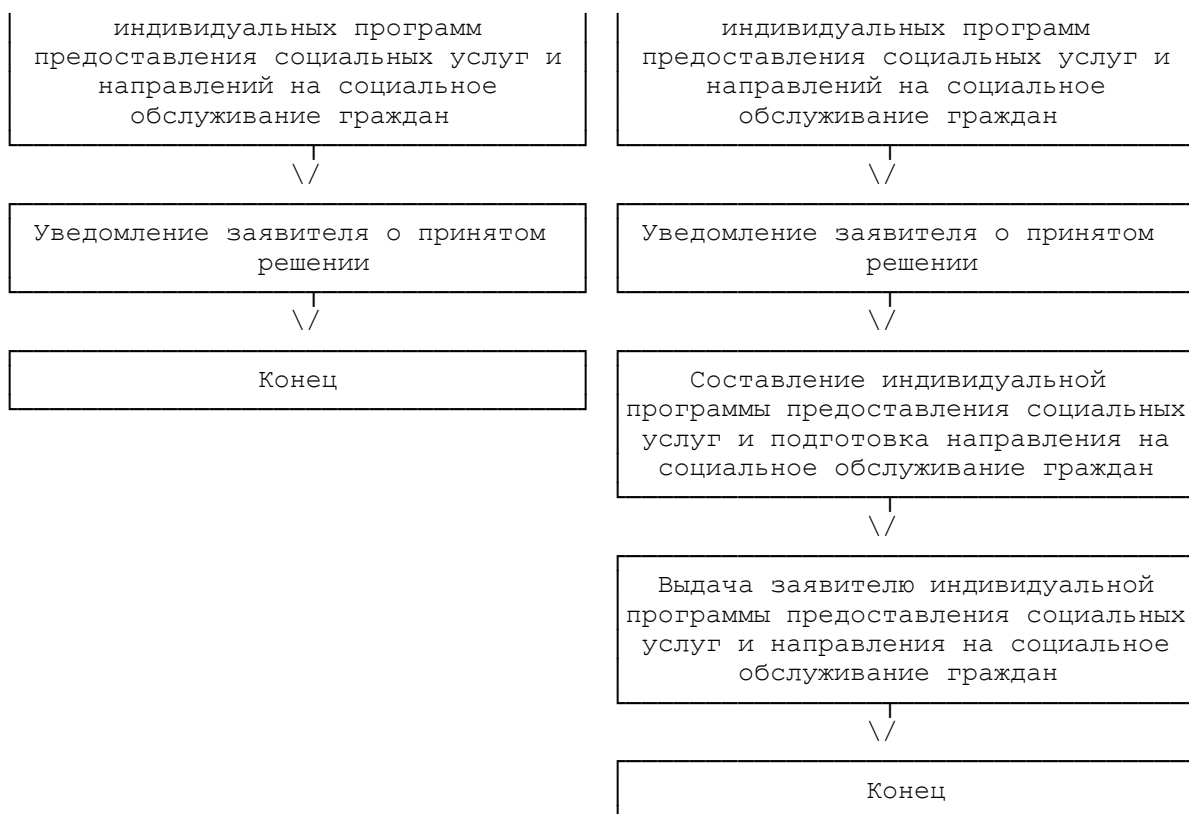 индивидуальных программ
предоставления социальных услуг и
направлений на социальное
обслуживание граждан
индивидуальных программ
предоставления социальных услуг и
направлений на социальное
обслуживание граждан
\/
\/
Уведомление заявителя о принятом
решении
Уведомление заявителя о принятом
решении
\/
\/
Конец
Составление индивидуальной
программы предоставления социальных
услуг и подготовка направления на
социальное обслуживание граждан
\/
Выдача заявителю индивидуальной
программы предоставления социальных
услуг и направления на социальное
обслуживание граждан
\/
Конец